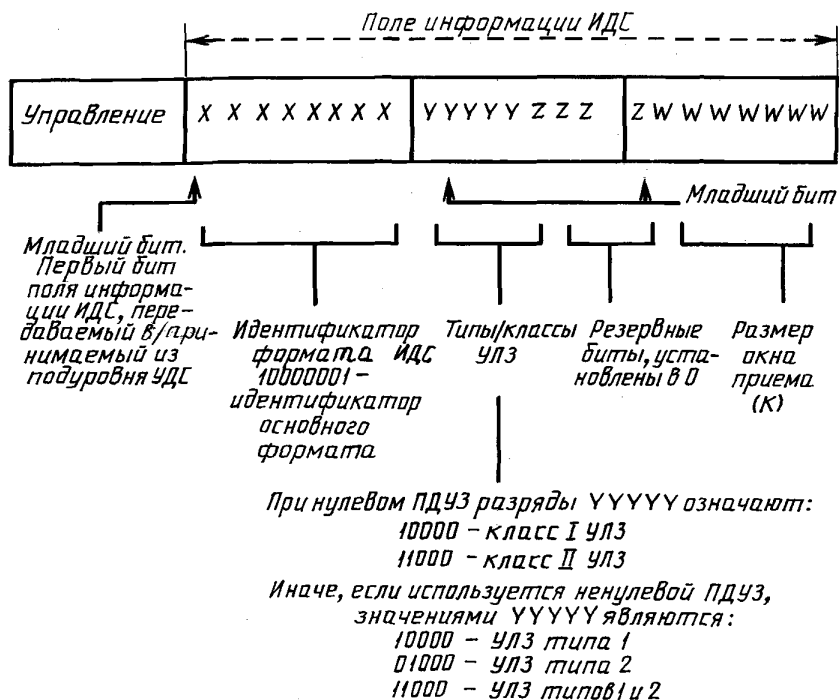 Поле информации ИДС
Управление
X X X X X X X X
Y Y Y Y Y Z Z Z
Z W W W W W W W
Младший бит
Младший бит.
Первый бит
поля информа-
ции ИДС, пере-
даваемый в/при-
нимаемый из
подуровня УДС
Идентификатор
формата ИДС
10000001 –
идентификатор
основного
формата
Типы/классы
УЛЗ
Резервные
биты, уста-
новлены в 0
Размер
окна
приема
(К)
При нулевом ПДУЗ разряды YYYYY означают:
10000 – класс I УЛЗ
11000 – класс II УЛЗ
Иначе, если используется ненулевой ПДУЗ,
значениями YYYYY являются:
10000 – УЛЗ типа 1
01000 – УЛЗ типа 2
11000 – УЛЗ типов 1 и 2